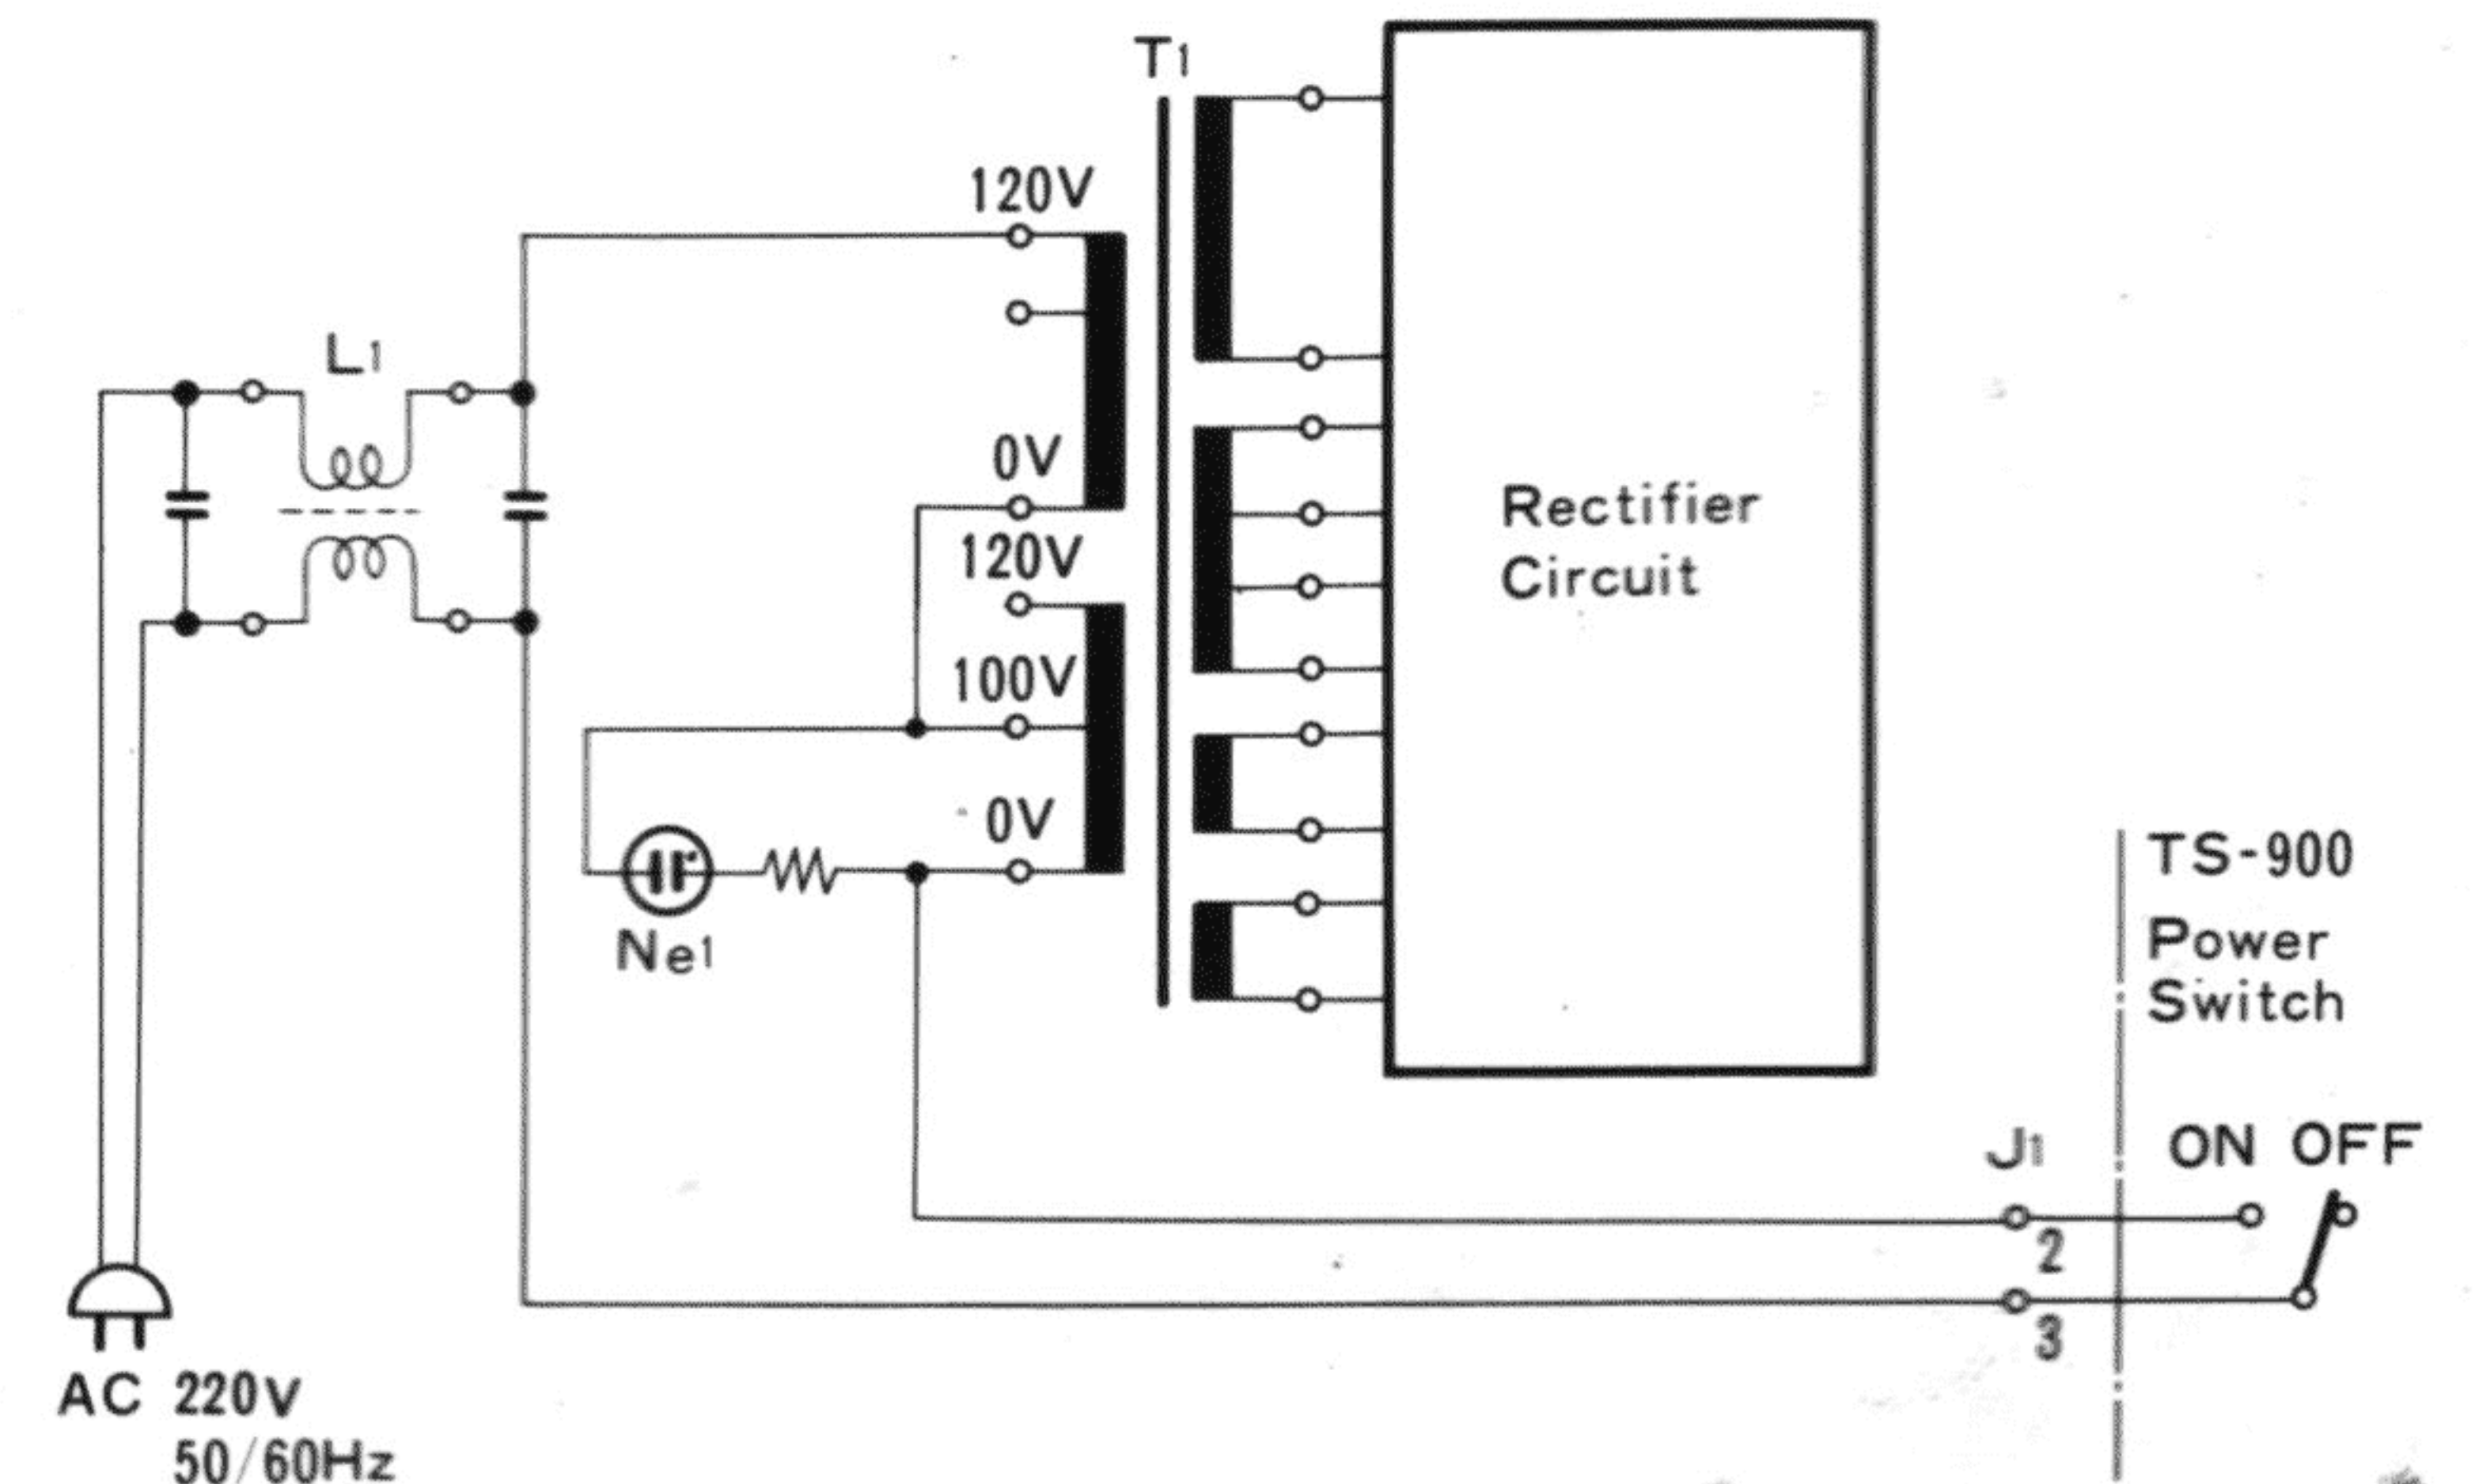 T1
120V
L1
0V
120V
Rectifier
Circuit
100V
0V
TS-900
Power
Switch
Ne1
J1
ON OFF
2
3
AC 220V
50/60Hz